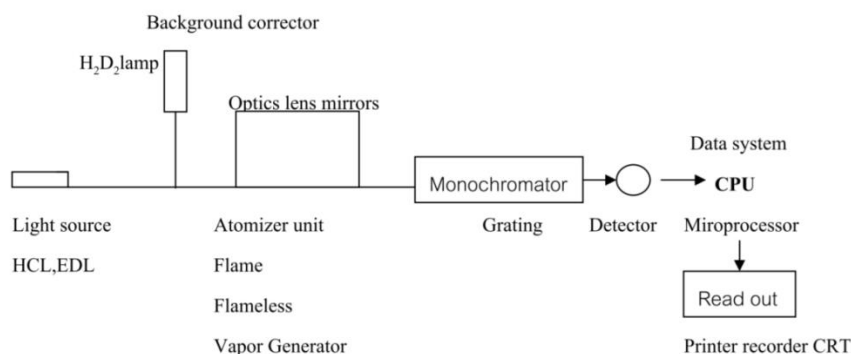 Background corrector
H₂D₂lamp
Optics lens mirrors
Data system
Monochromator
CPU
Light source
Atomizer unit
Grating
Detector
Miroprocessor
HCL,EDL
Flame
Flameless
Read out
Vapor Generator
Printer recorder CRT